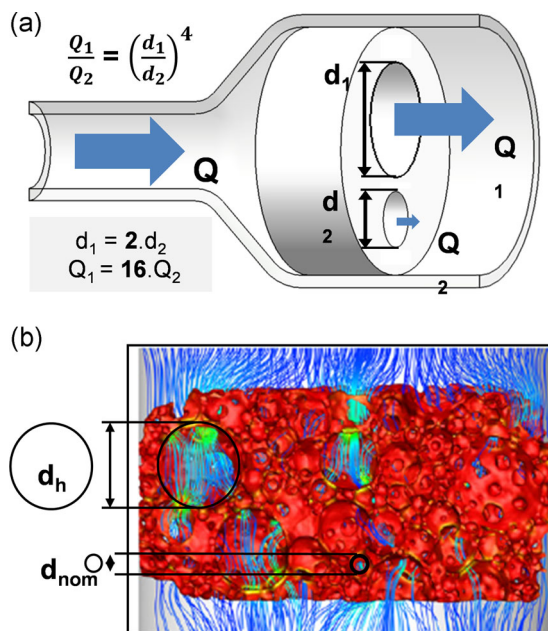 (a)
Q₁/Q₂ = (d₁/d₂)⁴
d₁
Q
Q
1
d
2
Q
2
d₁ = 2.d₂
Q₁ = 16.Q₂
(b)
dₕ
dₙₒₘ